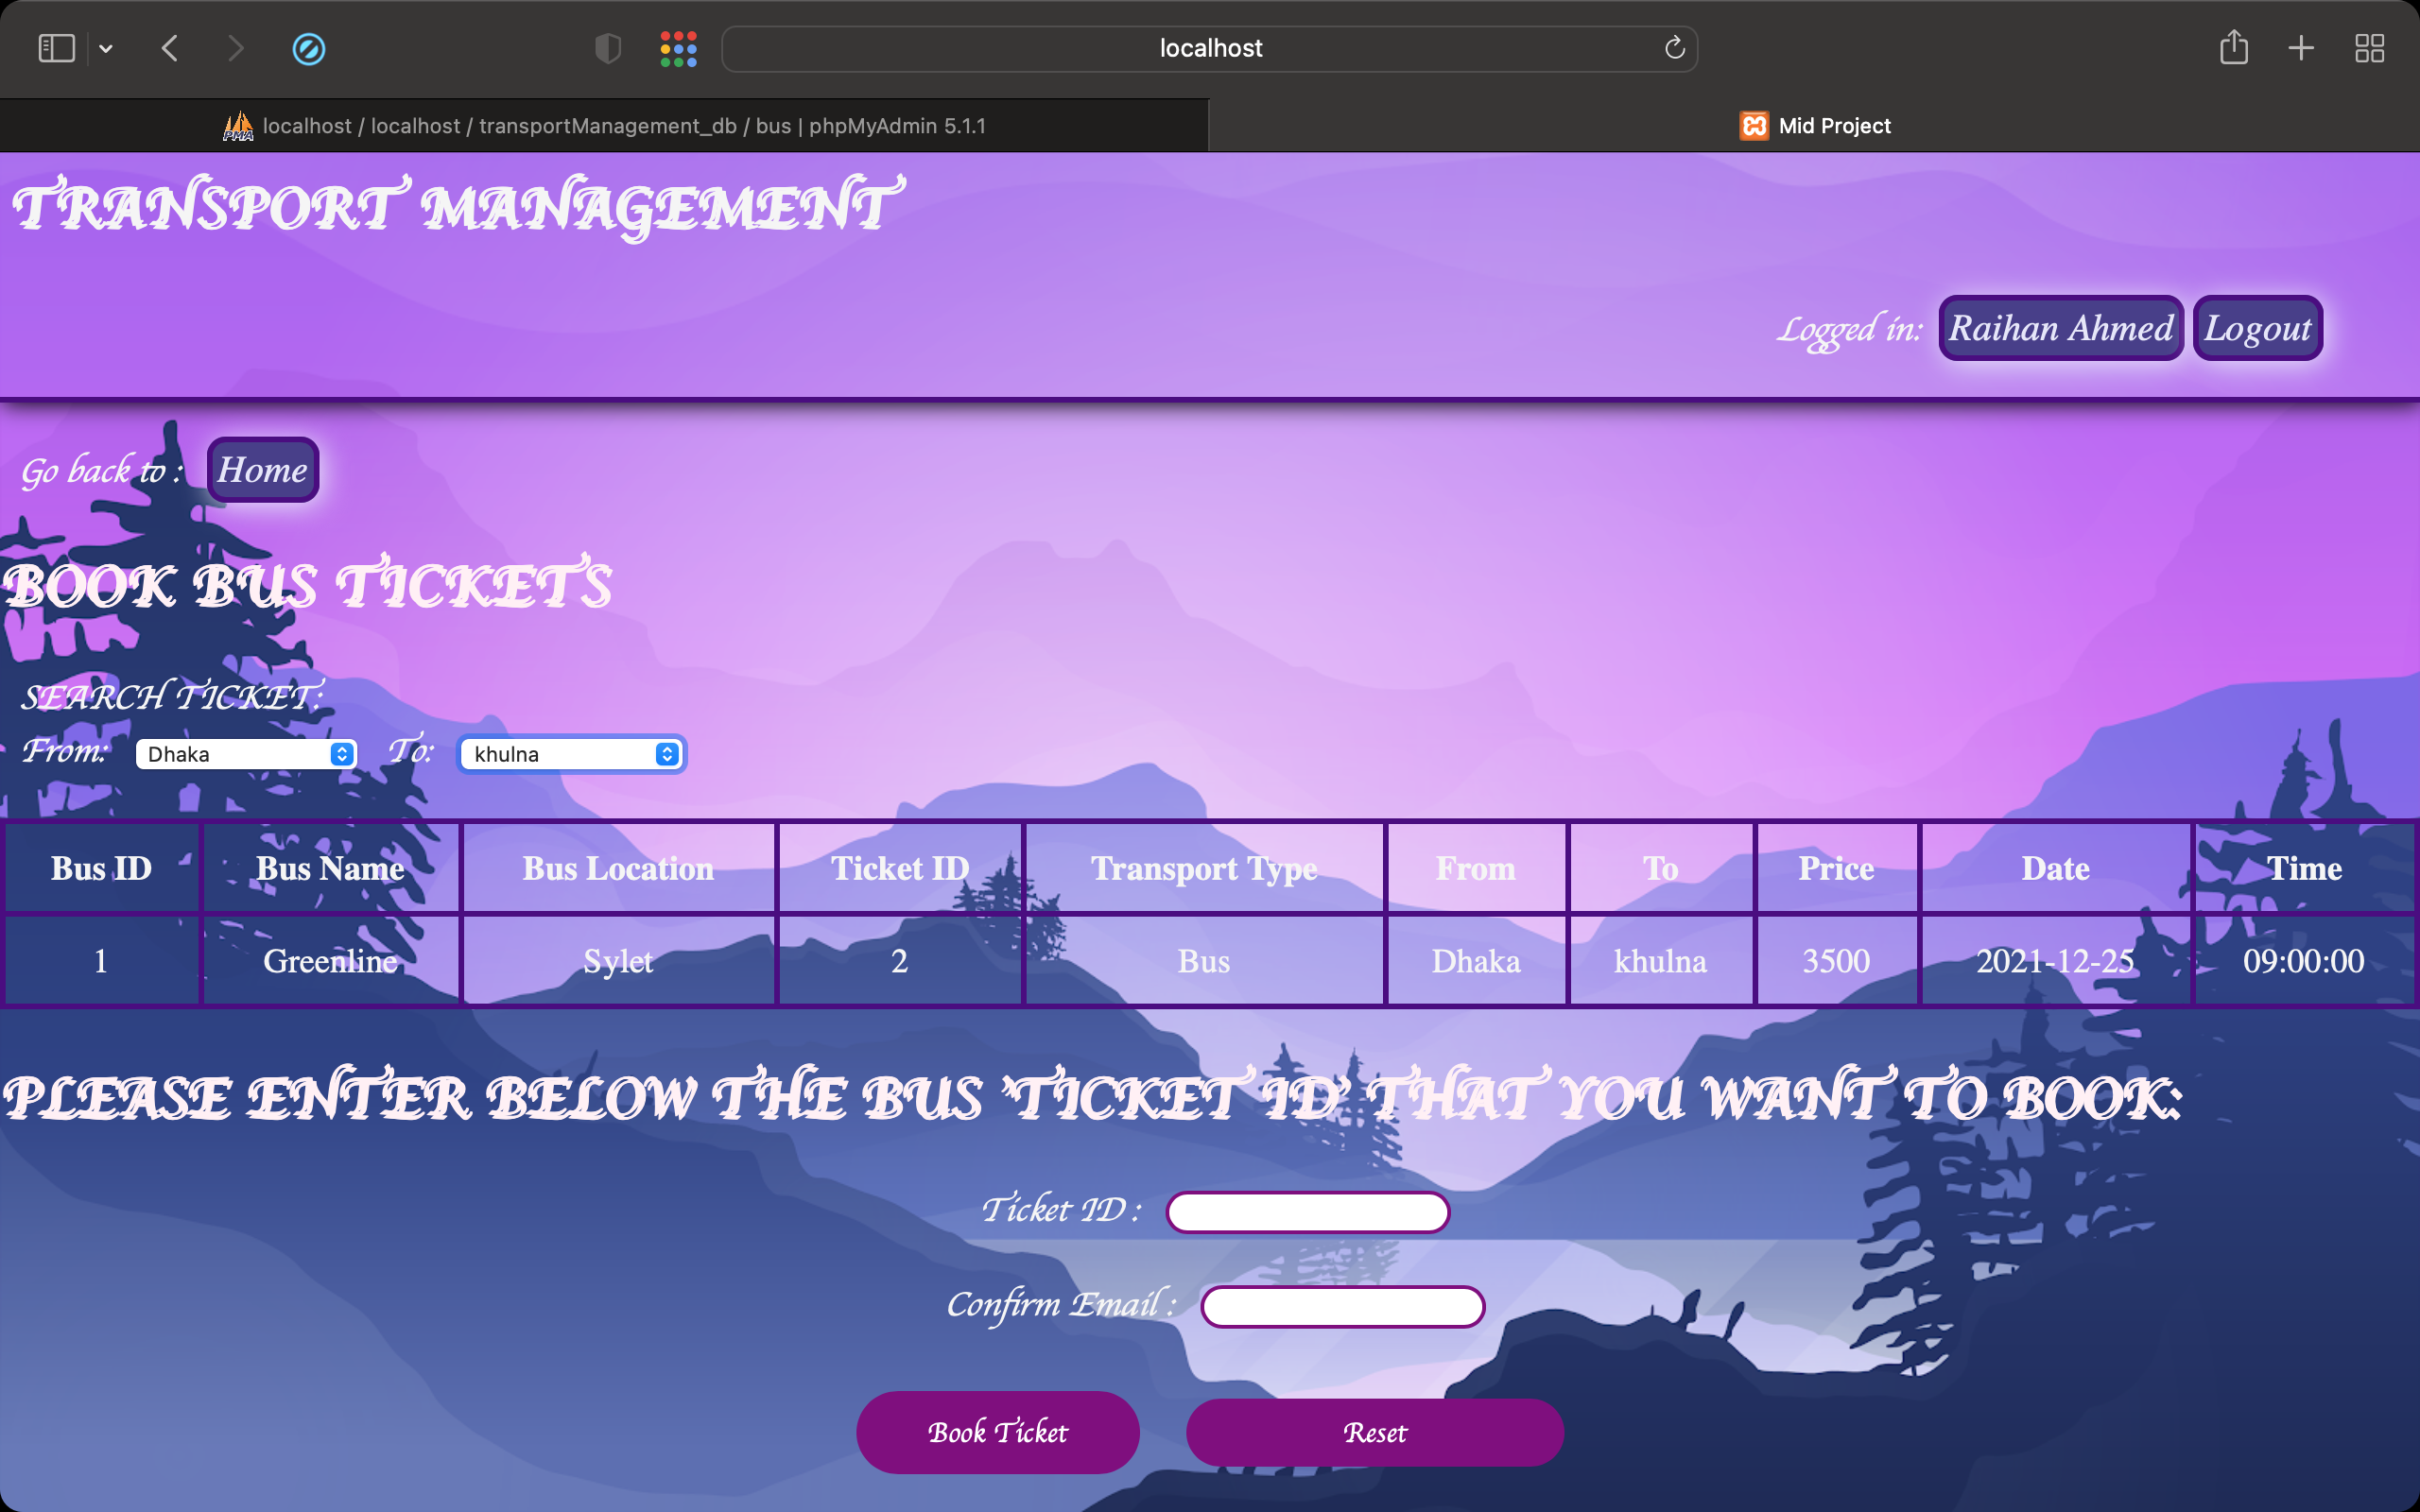 localhost
localhost / localhost / transportManagement_db / bus | phpMyAdmin 5.1.1
Mid Project
TRANSPORT MANAGEMENT
Logged in: Raihan Ahmed Logout
Go back to : Home
BOOK BUS TICKETS
SEARCH TICKET:
From: Dhaka To: khulna
Bus ID Bus Name Bus Location Ticket ID Transport Type From To Price Date Time
1 Greenline Sylet 2 Bus Dhaka khulna 3500 2021-12-25 09:00:00
PLEASE ENTER BELOW THE BUS 'TICKET ID' THAT YOU WANT TO BOOK:
Ticket ID :
Confirm Email :
Book Ticket Reset